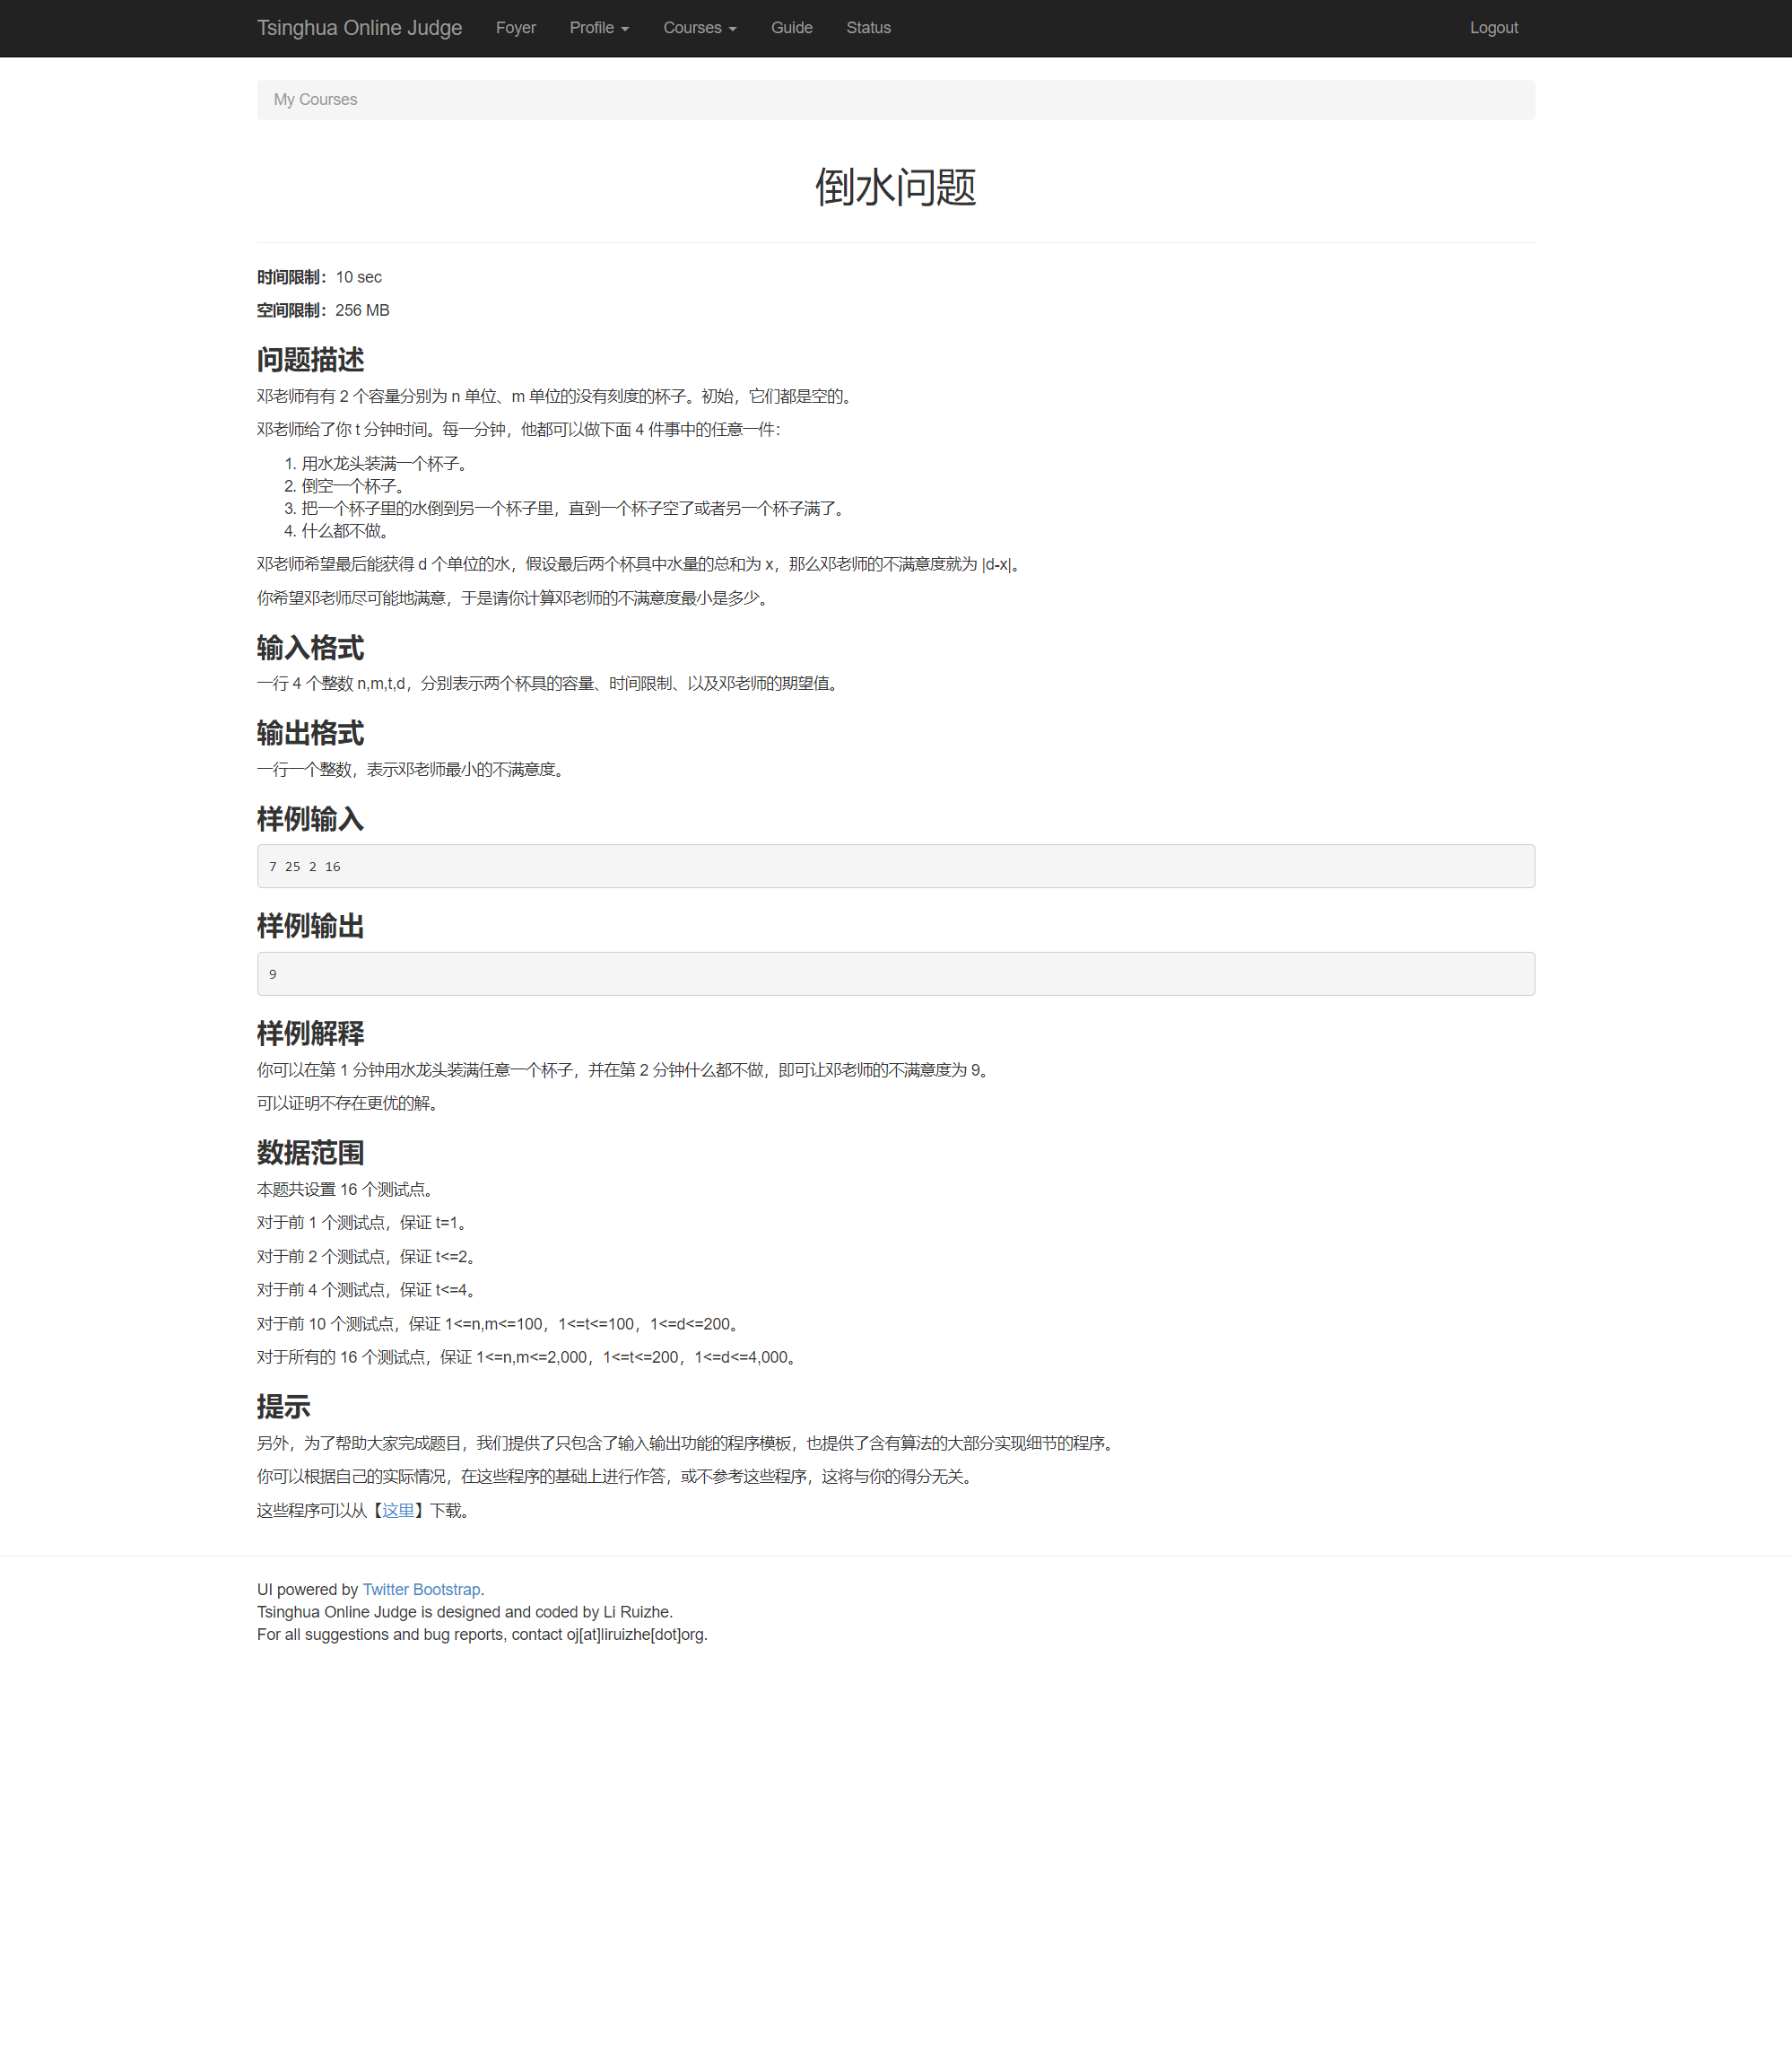 Tsinghua Online Judge Foyer Profile Courses Guide Status Logout
My Courses
倒水问题
时间限制：10 sec
空间限制：256 MB
问题描述
邓老师有有 2 个容量分别为 n 单位、m 单位的没有刻度的杯子。初始，它们都是空的。
邓老师给了你 t 分钟时间。每一分钟，他都可以做下面 4 件事中的任意一件：
1. 用水龙头装满一个杯子。
2. 倒空一个杯子。
3. 把一个杯子里的水倒到另一个杯子里，直到一个杯子空了或者另一个杯子满了。
4. 什么都不做。
邓老师希望最后能获得 d 个单位的水，假设最后两个杯具中水量的总和为 x，那么邓老师的不满意度就为 |d-x|。
你希望邓老师尽可能地满意，于是请你计算邓老师的不满意度最小是多少。
输入格式
一行 4 个整数 n,m,t,d，分别表示两个杯具的容量、时间限制、以及邓老师的期望值。
输出格式
一行一个整数，表示邓老师最小的不满意度。
样例输入
7 25 2 16
样例输出
9
样例解释
你可以在第 1 分钟用水龙头装满任意一个杯子，并在第 2 分钟什么都不做，即可让邓老师的不满意度为 9。
可以证明不存在更优的解。
数据范围
本题共设置 16 个测试点。
对于前 1 个测试点，保证 t=1。
对于前 2 个测试点，保证 t<=2。
对于前 4 个测试点，保证 t<=4。
对于前 10 个测试点，保证 1<=n,m<=100，1<=t<=100，1<=d<=200。
对于所有的 16 个测试点，保证 1<=n,m<=2,000，1<=t<=200，1<=d<=4,000。
提示
另外，为了帮助大家完成题目，我们提供了只包含了输入输出功能的程序模板，也提供了含有算法的大部分实现细节的程序。
你可以根据自己的实际情况，在这些程序的基础上进行作答，或不参考这些程序，这将与你的得分无关。
这些程序可以从【这里】下载。
UI powered by Twitter Bootstrap.
Tsinghua Online Judge is designed and coded by Li Ruizhe.
For all suggestions and bug reports, contact oj[at]liruizhe[dot]org.